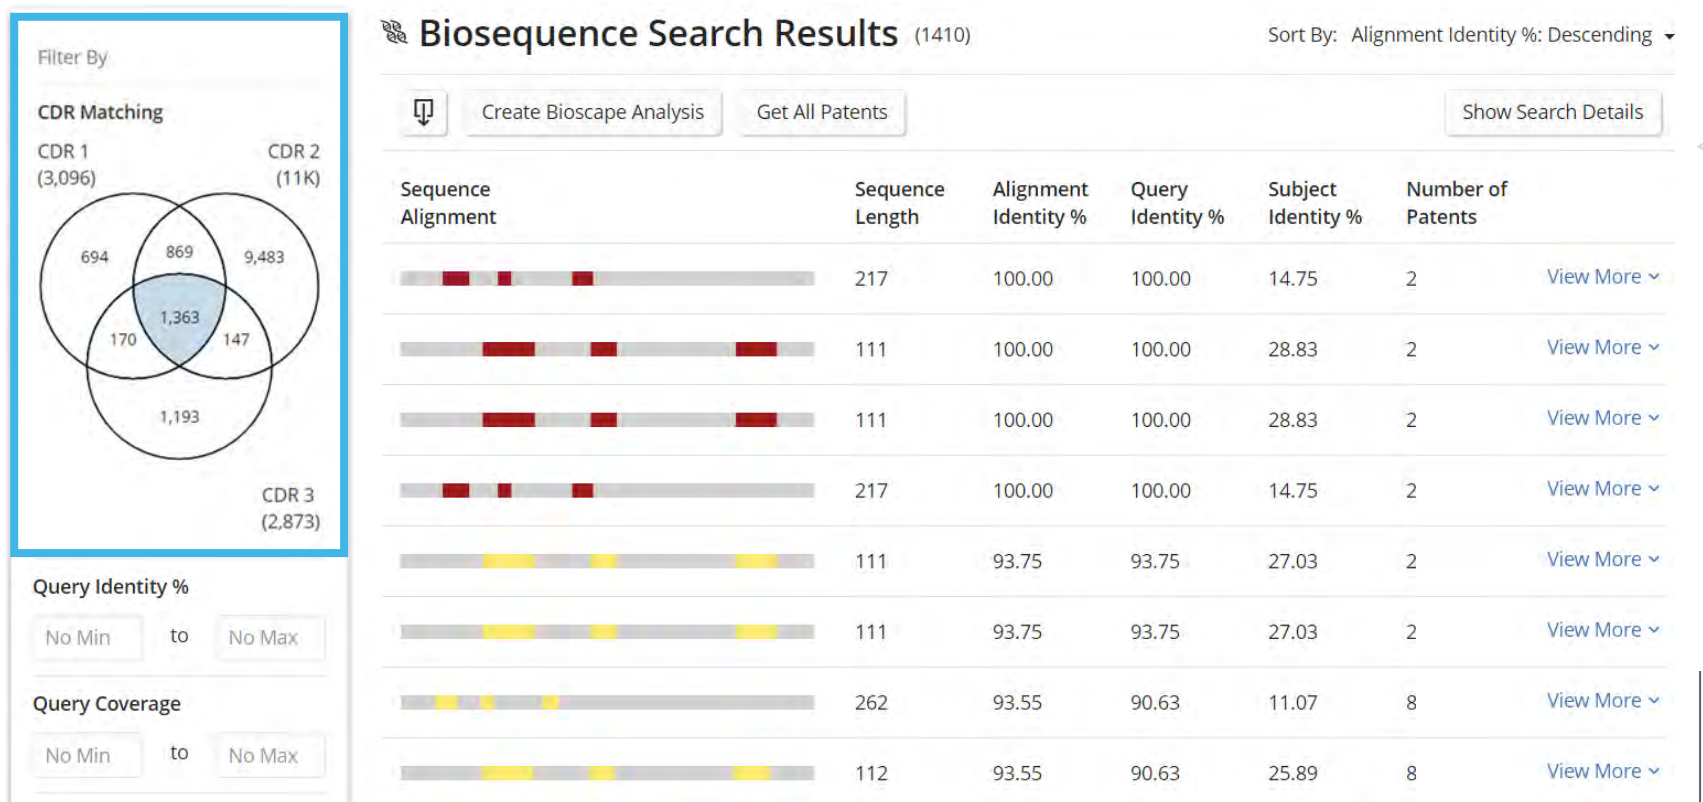 Filter By
CDR Matching
CDR 1
(3,096)
CDR 2
(11K)
694
869
9,483
1,363
170
147
1,193
CDR 3
(2,873)
Query Identity %
No Min to No Max
Query Coverage
No Min to No Max
Biosequence Search Results (1410)
Sort By: Alignment Identity %: Descending
Create Bioscape Analysis Get All Patents Show Search Details
Sequence Alignment Sequence Length Alignment Identity % Query Identity % Subject Identity % Number of Patents
217 100.00 100.00 14.75 2 View More
111 100.00 100.00 28.83 2 View More
111 100.00 100.00 28.83 2 View More
217 100.00 100.00 14.75 2 View More
111 93.75 93.75 27.03 2 View More
111 93.75 93.75 27.03 2 View More
262 93.55 90.63 11.07 8 View More
112 93.55 90.63 25.89 8 View More